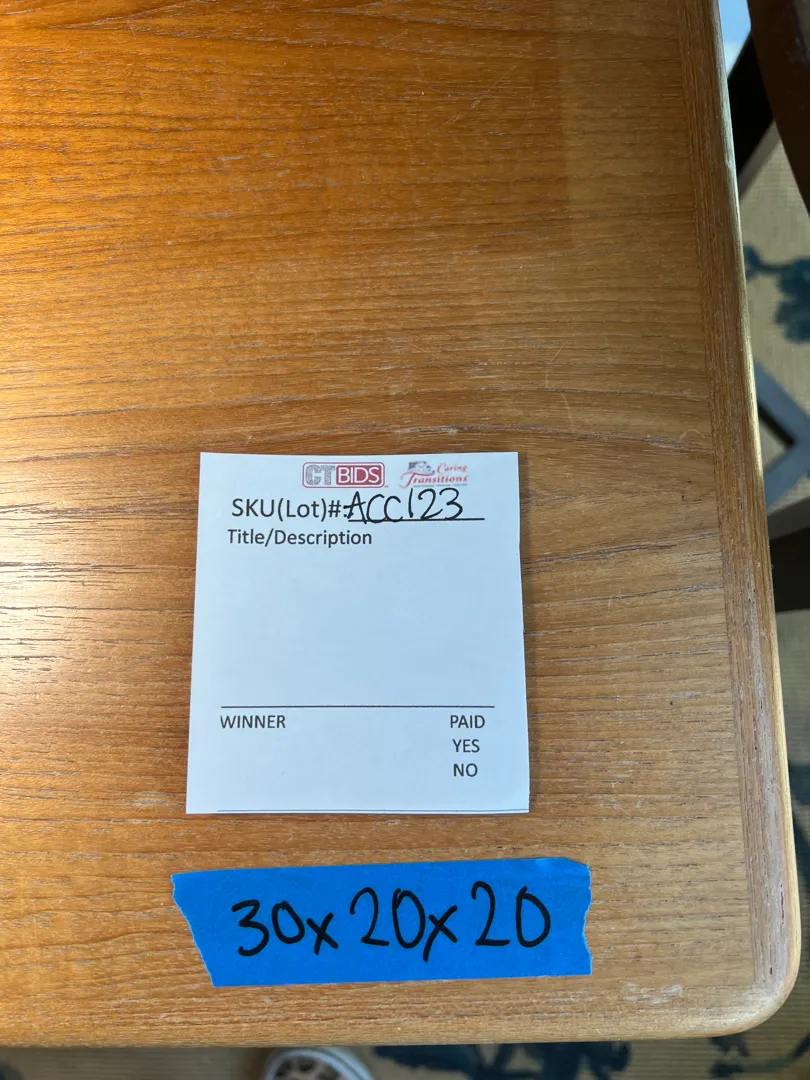 CTBIDS Caring Transitions
SKU(Lot)#:ACC123
Title/Description
WINNER PAID
YES
NO
30x20x20